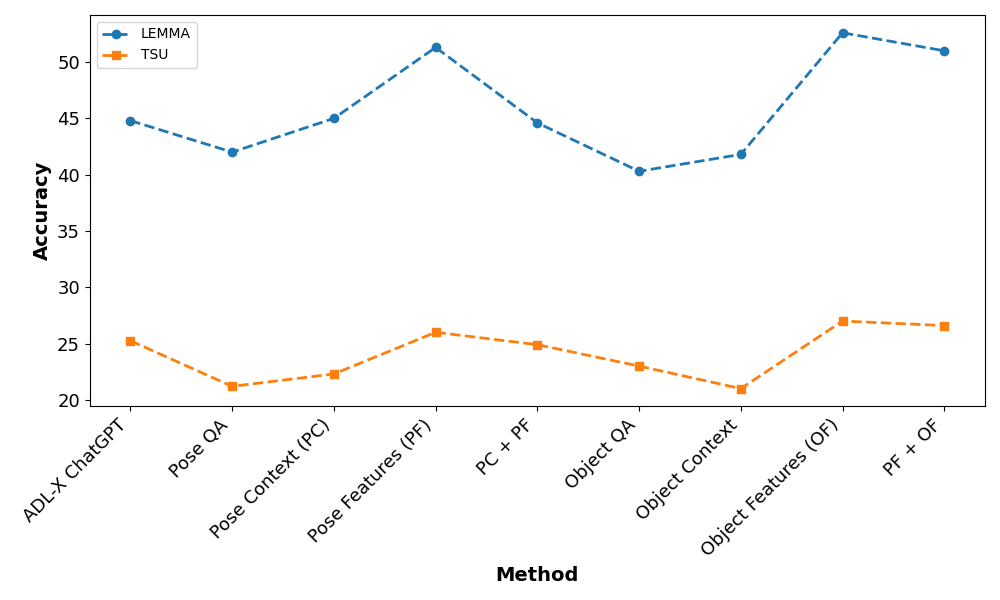 LEMMA
TSU
Accuracy
50
45
40
35
30
25
20
ADL-X ChatGPT
Pose QA
Pose Context (PC)
Pose Features (PF)
PC + PF
Object QA
Object Context
Object Features (OF)
PF + OF
Method